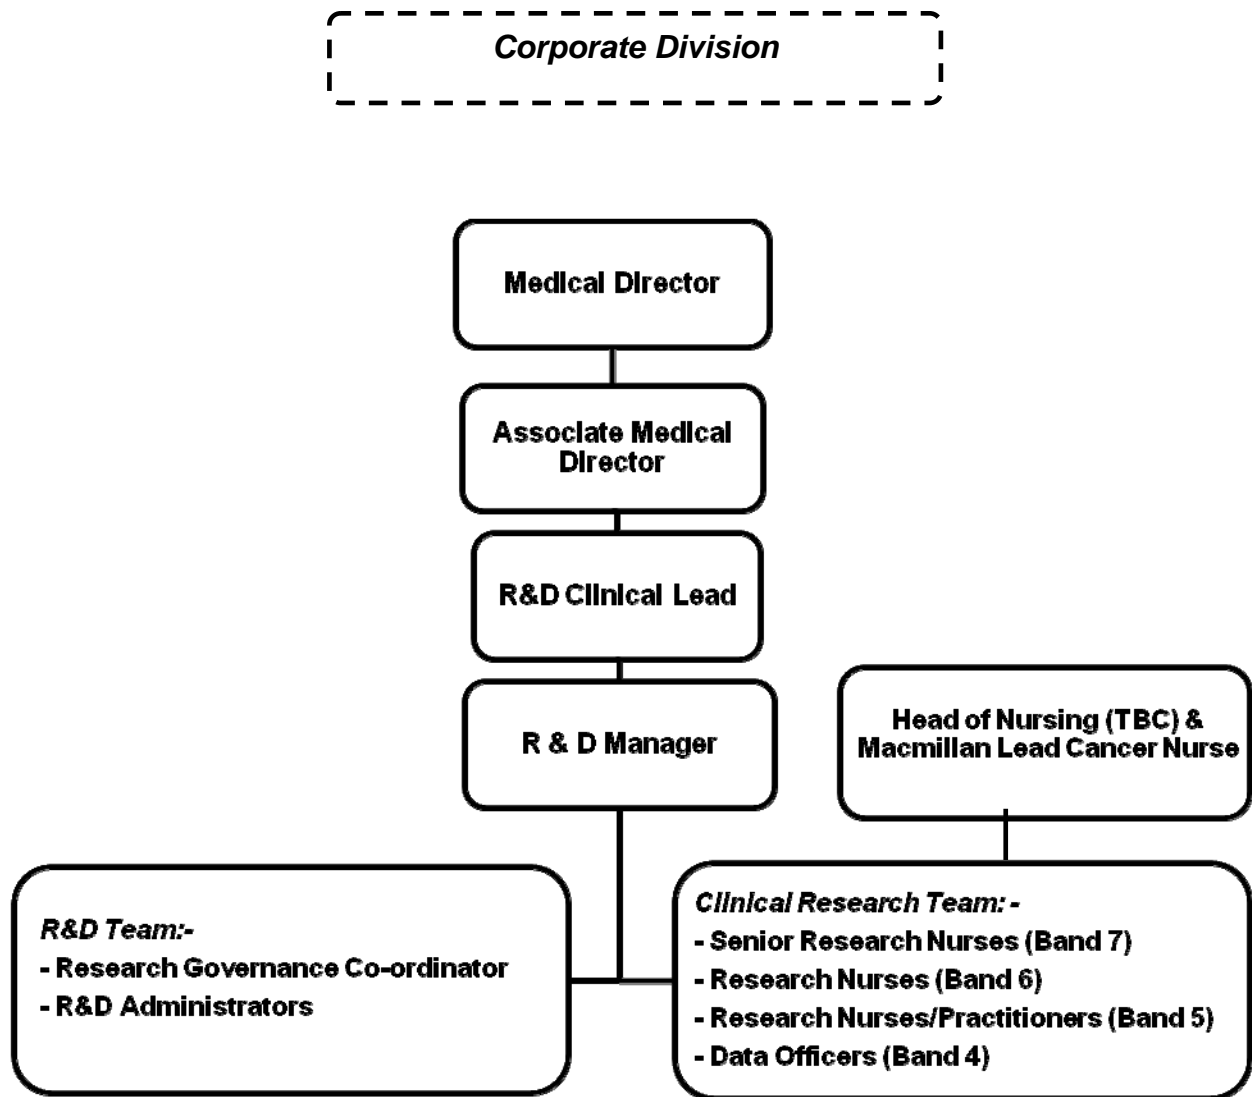 Corporate Division
Medical Director
Associate Medical
Director
R&D Clinical Lead
R & D Manager
Head of Nursing (TBC) &
Macmillan Lead Cancer Nurse
R&D Team:-
- Research Governance Co-ordinator
- R&D Administrators
Clinical Research Team: -
- Senior Research Nurses (Band 7)
- Research Nurses (Band 6)
- Research Nurses/Practitioners (Band 5)
- Data Officers (Band 4)